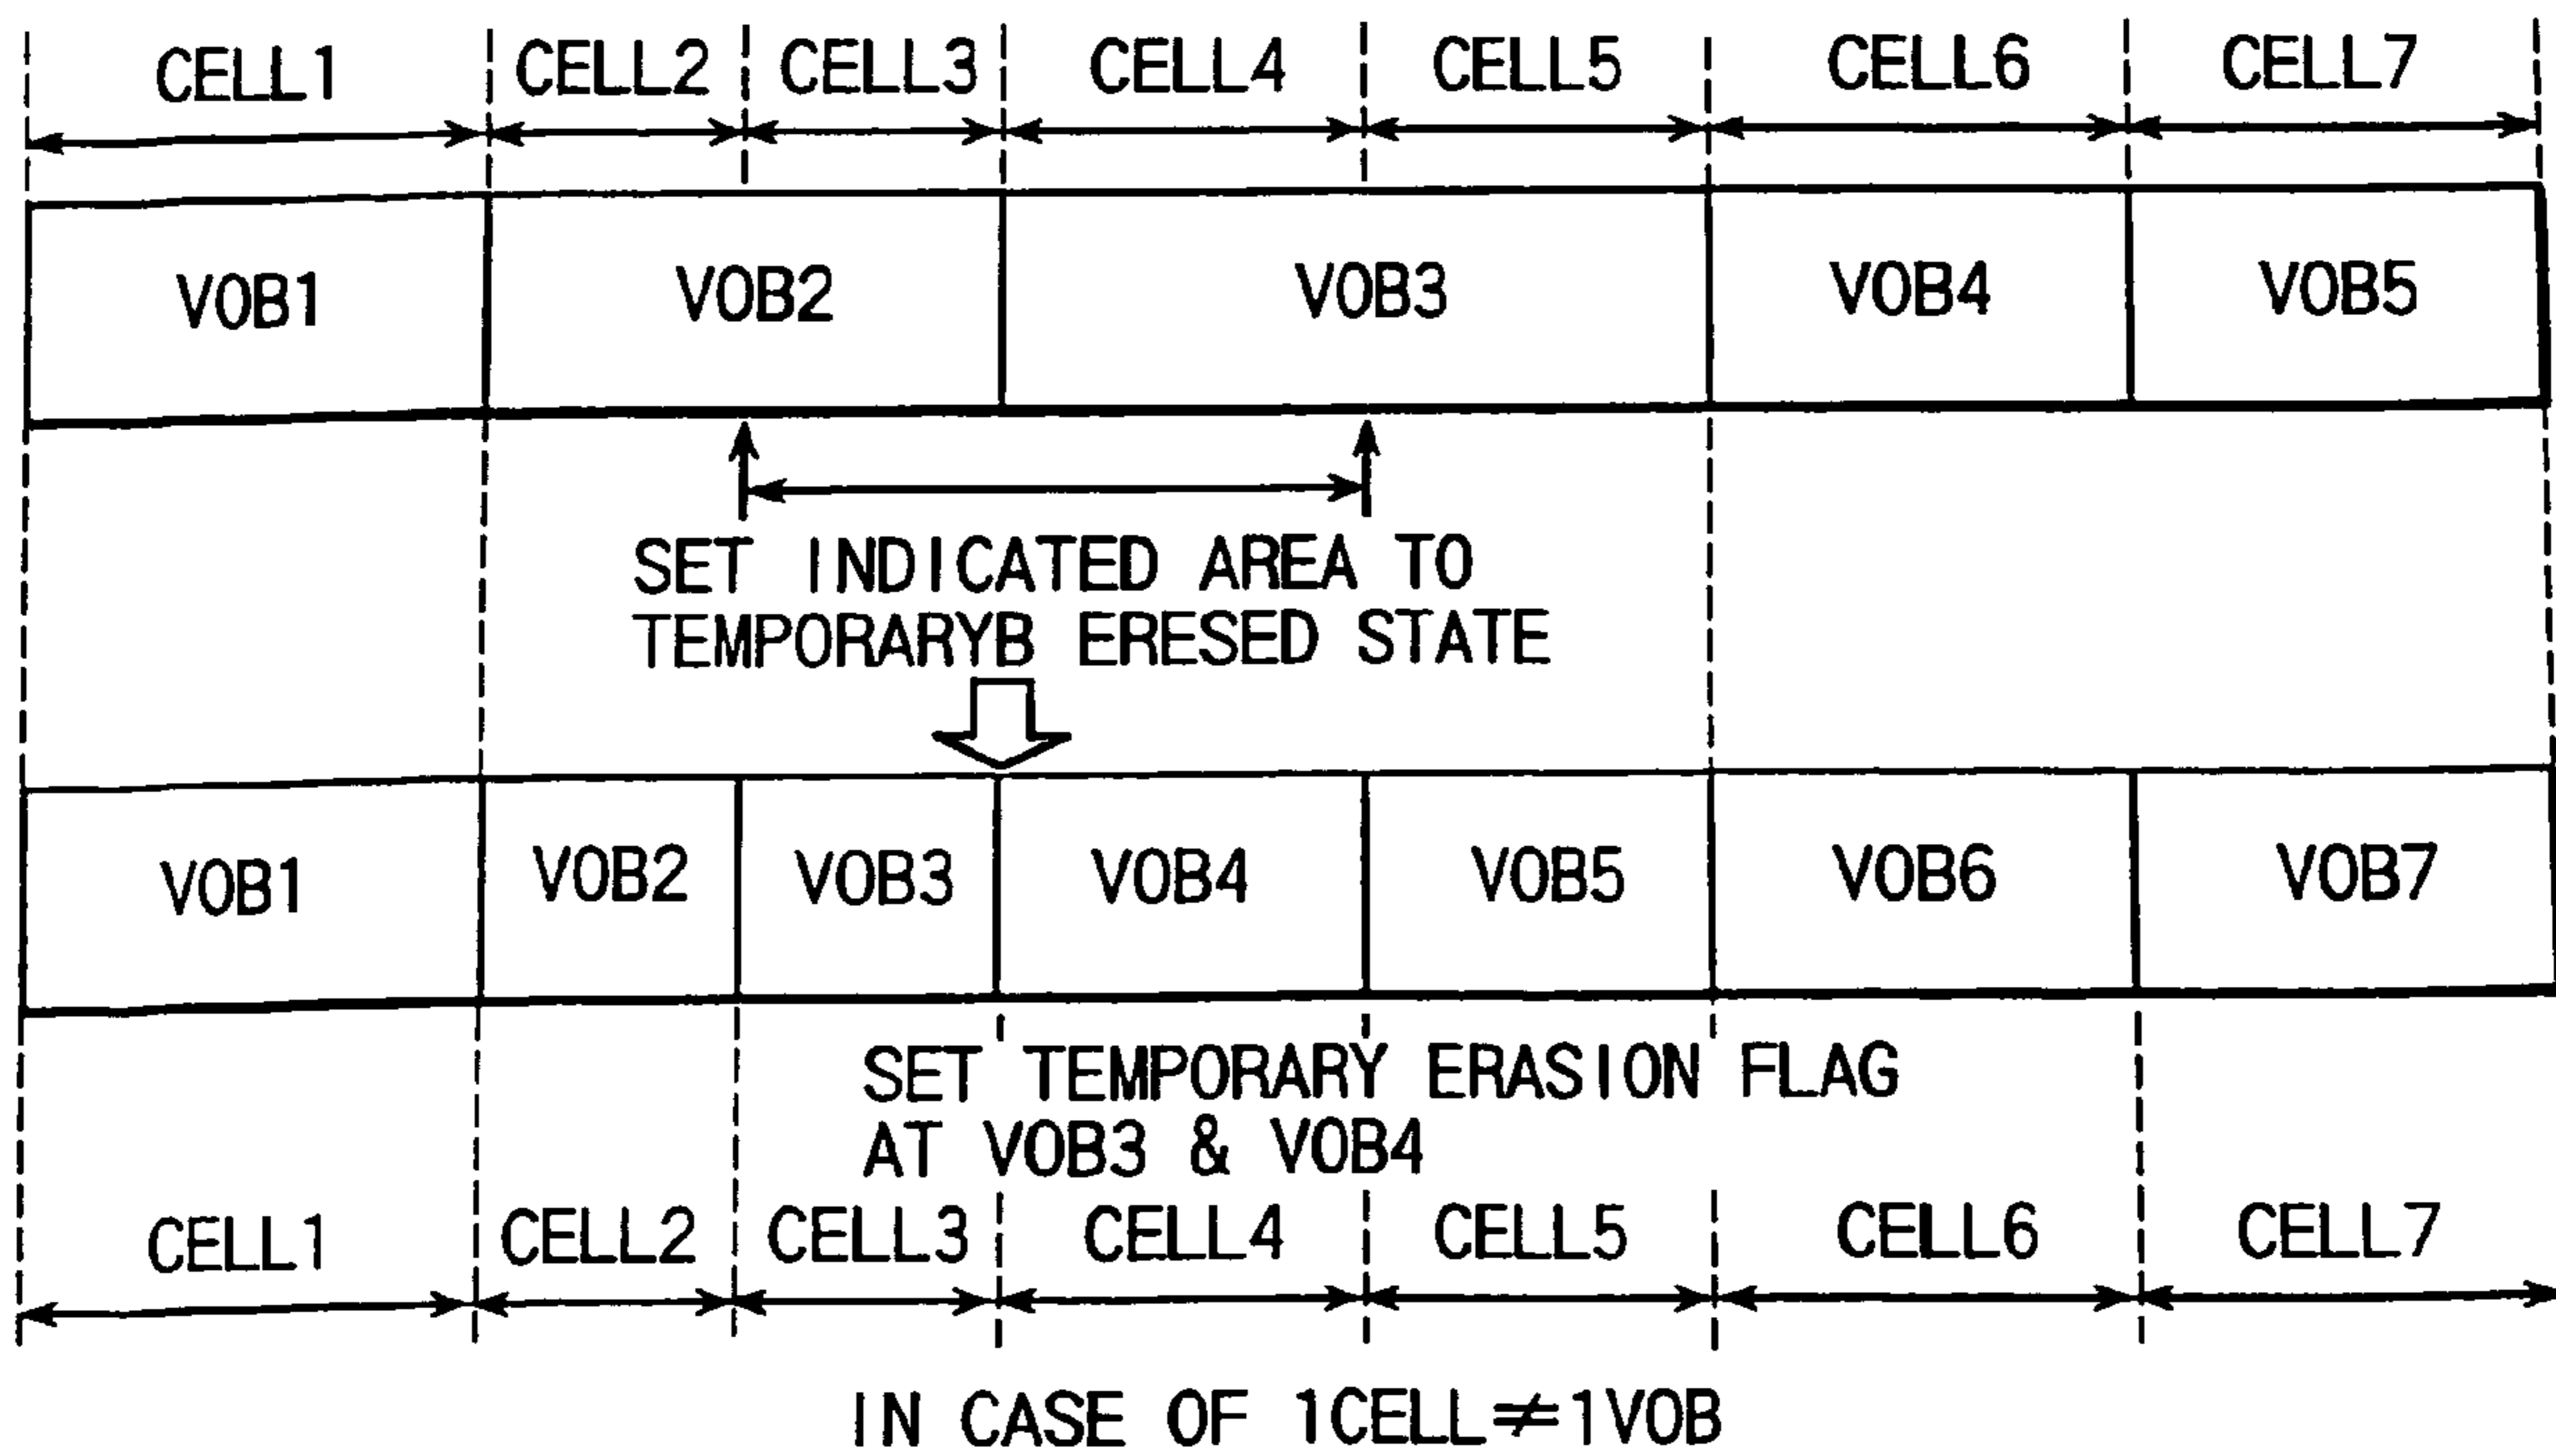 CELL1 CELL2 CELL3 CELL4 CELL5 CELL6 CELL7
VOB1 VOB2 VOB3 VOB4 VOB5
SET INDICATED AREA TO
TEMPORARYB ERESED STATE
VOB1 VOB2 VOB3 VOB4 VOB5 VOB6 VOB7
SET TEMPORARY ERASION FLAG
AT VOB3 & VOB4
CELL1 CELL2 CELL3 CELL4 CELL5 CELL6 CELL7
IN CASE OF 1CELL≠1VOB